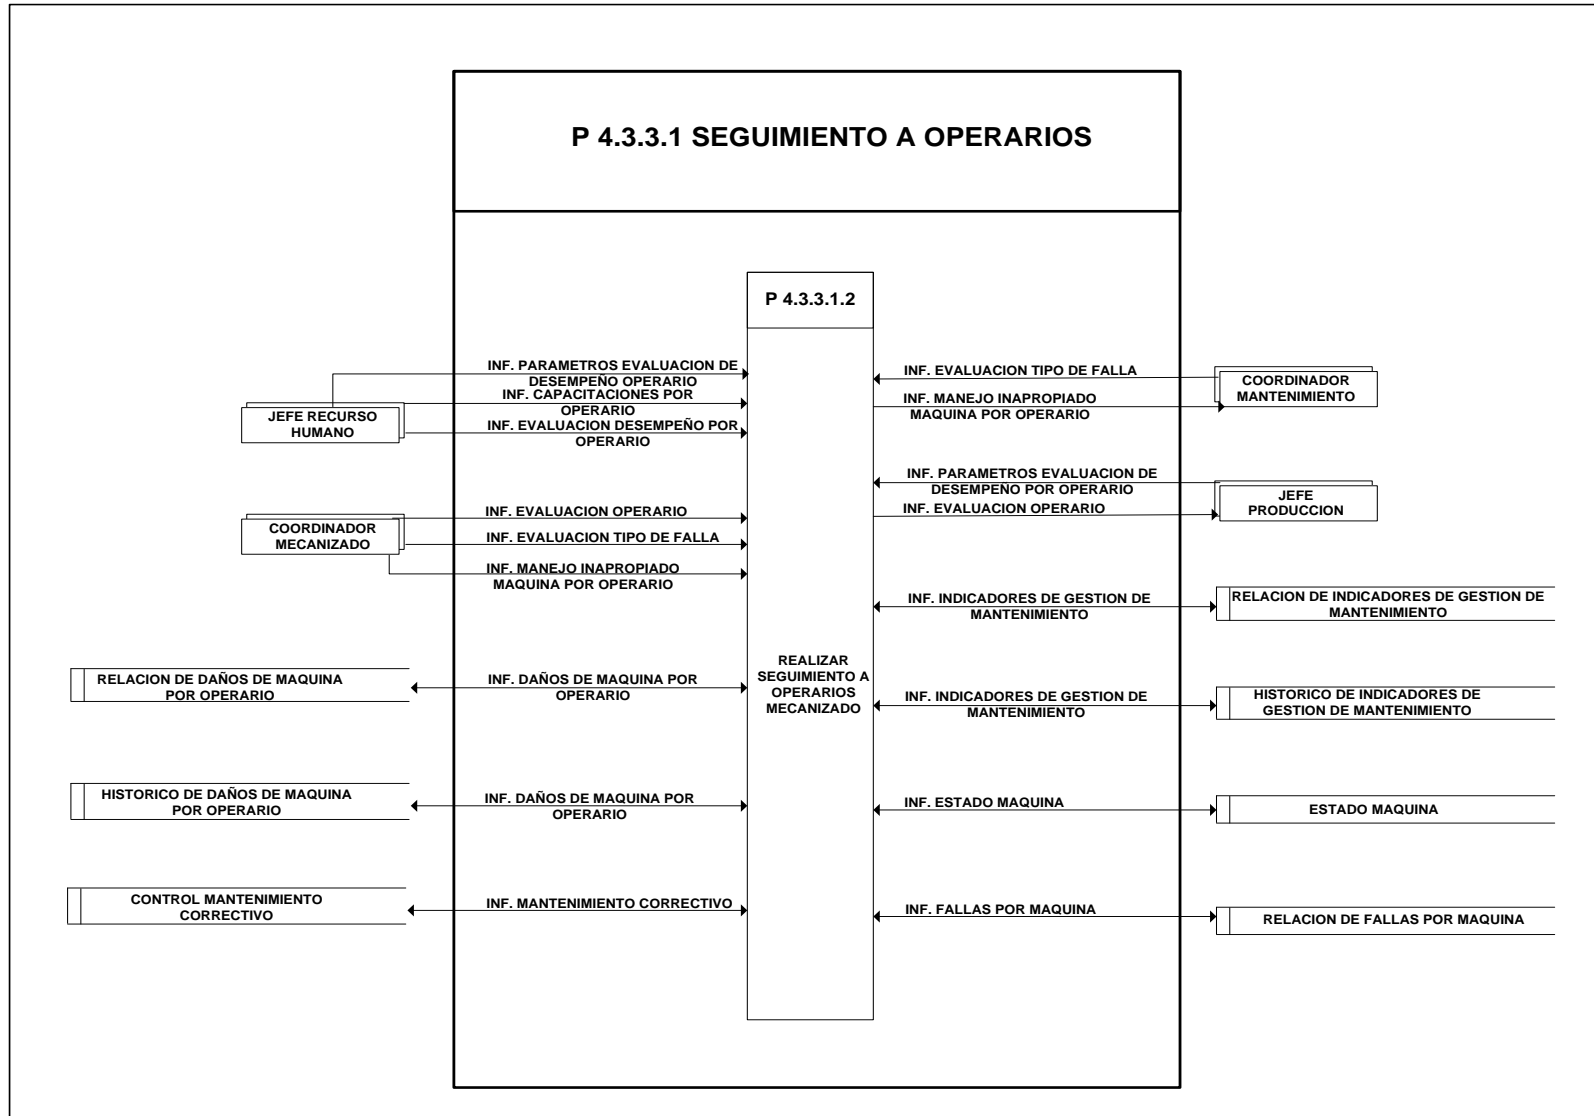 P 4.3.3.1 SEGUIMIENTO A OPERARIOS
P 4.3.3.1.2
REALIZAR
SEGUIMIENTO A
OPERARIOS
MECANIZADO
JEFE RECURSO
HUMANO
INF. PARAMETROS EVALUACION DE
DESEMPEÑO OPERARIO
INF. CAPACITACIONES POR
OPERARIO
INF. EVALUACION DESEMPEÑO POR
OPERARIO
COORDINADOR
MECANIZADO
INF. EVALUACION OPERARIO
INF. EVALUACION TIPO DE FALLA
INF. MANEJO INAPROPIADO
MAQUINA POR OPERARIO
RELACION DE DAÑOS DE MAQUINA
POR OPERARIO
INF. DAÑOS DE MAQUINA POR
OPERARIO
HISTORICO DE DAÑOS DE MAQUINA
POR OPERARIO
INF. DAÑOS DE MAQUINA POR
OPERARIO
CONTROL MANTENIMIENTO
CORRECTIVO
INF. MANTENIMIENTO CORRECTIVO
INF. EVALUACION TIPO DE FALLA
INF. MANEJO INAPROPIADO
MAQUINA POR OPERARIO
COORDINADOR
MANTENIMIENTO
INF. PARAMETROS EVALUACION DE
DESEMPEÑO POR OPERARIO
INF. EVALUACION OPERARIO
JEFE
PRODUCCION
INF. INDICADORES DE GESTION DE
MANTENIMIENTO
RELACION DE INDICADORES DE GESTION DE
MANTENIMIENTO
INF. INDICADORES DE GESTION DE
MANTENIMIENTO
HISTÓRICO DE INDICADORES DE
GESTION DE MANTENIMIENTO
INF. ESTADO MAQUINA
ESTADO MAQUINA
INF. FALLAS POR MAQUINA
RELACION DE FALLAS POR MAQUINA